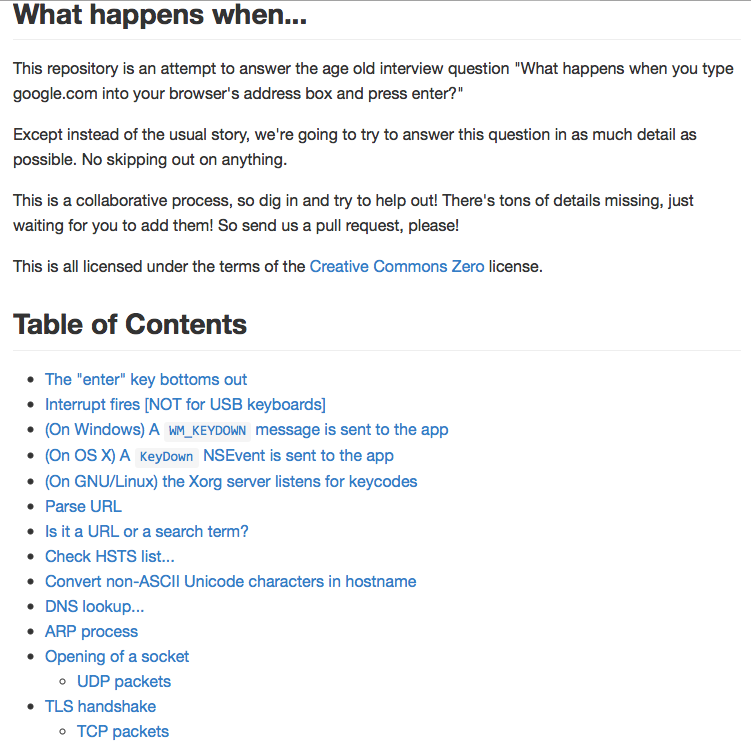 What happens when...
This repository is an attempt to answer the age old interview question "What happens when you type
google.com into your browser's address box and press enter?"
Except instead of the usual story, we're going to try to answer this question in as much detail as
possible. No skipping out on anything.
This is a collaborative process, so dig in and try to help out! There's tons of details missing, just
waiting for you to add them! So send us a pull request, please!
This is all licensed under the terms of the Creative Commons Zero license.
Table of Contents
The "enter" key bottoms out
Interrupt fires [NOT for USB keyboards]
(On Windows) A WM_KEYDOWN message is sent to the app
(On OS X) A KeyDown NSEvent is sent to the app
(On GNU/Linux) the Xorg server listens for keycodes
Parse URL
Is it a URL or a search term?
Check HSTS list...
Convert non-ASCII Unicode characters in hostname
DNS lookup...
ARP process
Opening of a socket
UDP packets
TLS handshake
TCP packets